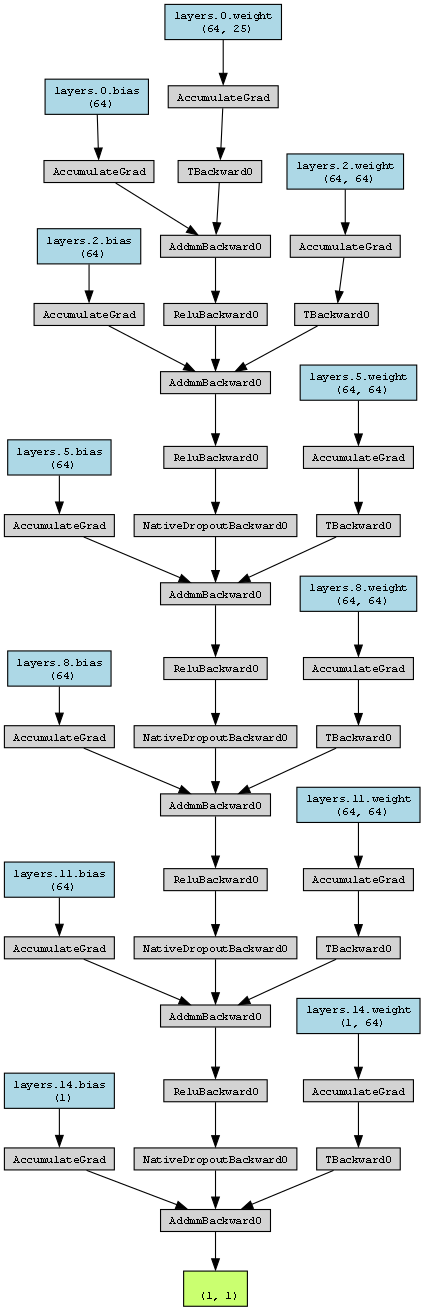 layers.0.weight
(64, 25)
layers.0.bias
(64)
AccumulateGrad
AccumulateGrad
TBackward0
layers.2.weight
(64, 64)
layers.2.bias
(64)
AddmmBackward0
AccumulateGrad
AccumulateGrad
ReluBackward0
TBackward0
AddmmBackward0
layers.5.weight
(64, 64)
layers.5.bias
(64)
ReluBackward0
AccumulateGrad
AccumulateGrad
NativeDropoutBackward0
TBackward0
AddmmBackward0
layers.8.weight
(64, 64)
layers.8.bias
(64)
ReluBackward0
AccumulateGrad
AccumulateGrad
NativeDropoutBackward0
TBackward0
AddmmBackward0
layers.11.weight
(64, 64)
layers.11.bias
(64)
ReluBackward0
AccumulateGrad
AccumulateGrad
NativeDropoutBackward0
TBackward0
AddmmBackward0
layers.14.weight
(1, 64)
layers.14.bias
(1)
ReluBackward0
AccumulateGrad
AccumulateGrad
NativeDropoutBackward0
TBackward0
AddmmBackward0
(1, 1)